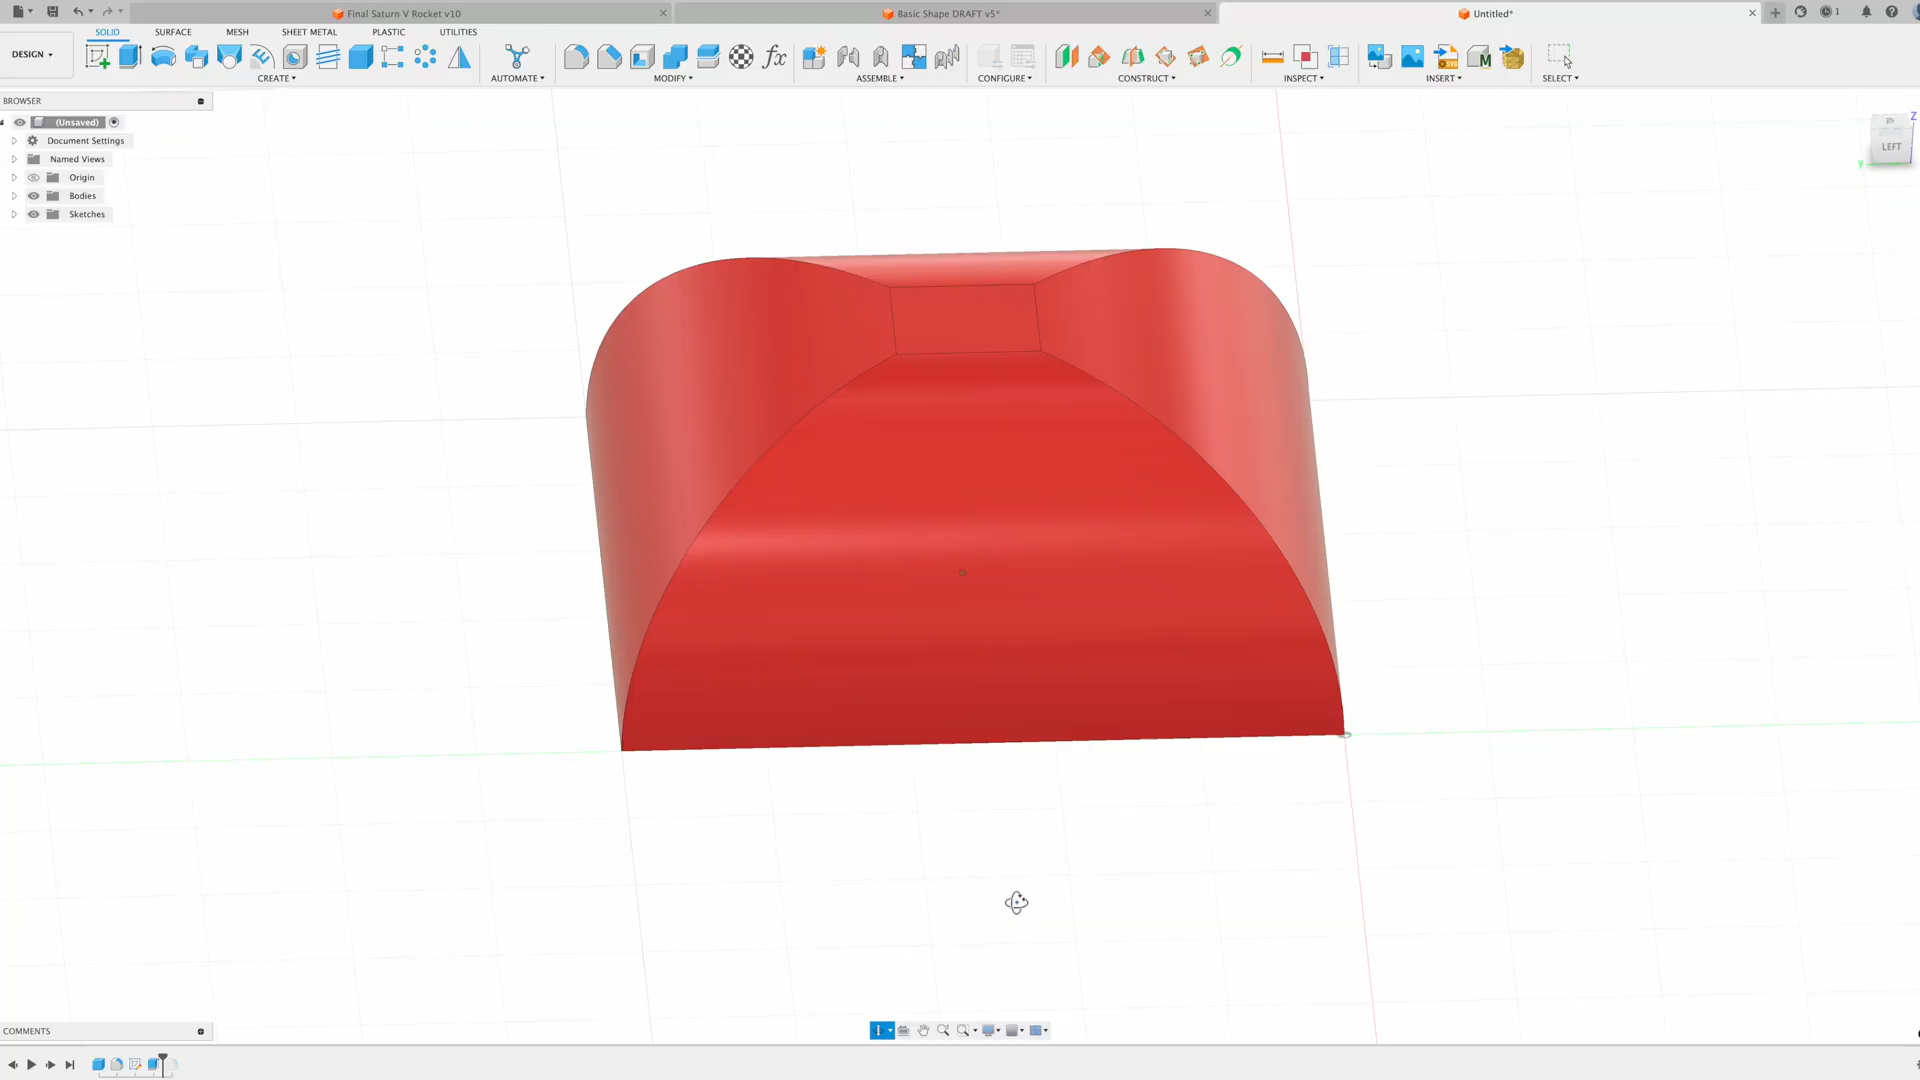 Final Saturn V Rocket v10
Basic Shape DRAFT v5*
Untitled*
1
SOLID
SURFACE
MESH
SHEET METAL
PLASTIC
UTILITIES
DESIGN
CREATE
AUTOMATE
MODIFY
ASSEMBLE
CONFIGURE
CONSTRUCT
INSPECT
INSERT
SELECT
BROWSER
(Unsaved)
Document Settings
Named Views
Origin
Bodies
Sketches
Z
LEFT
Y
COMMENTS